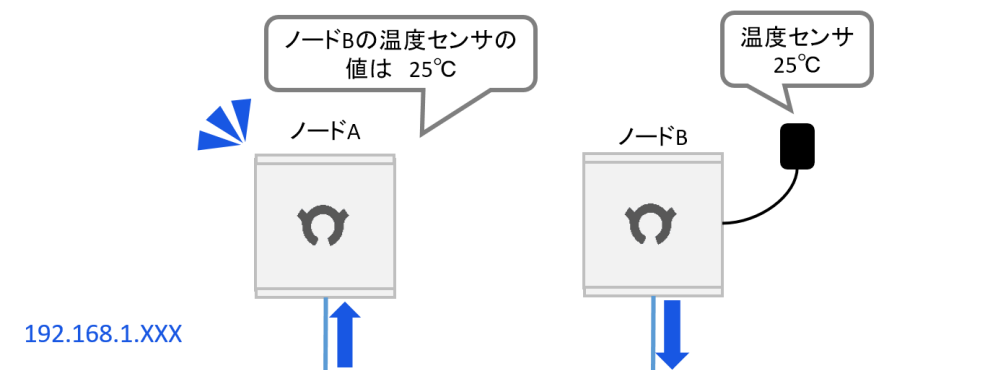 ノードBの温度センサの
値は 25℃
温度センサ
25℃
ノードA
ノードB
192.168.1.XXX